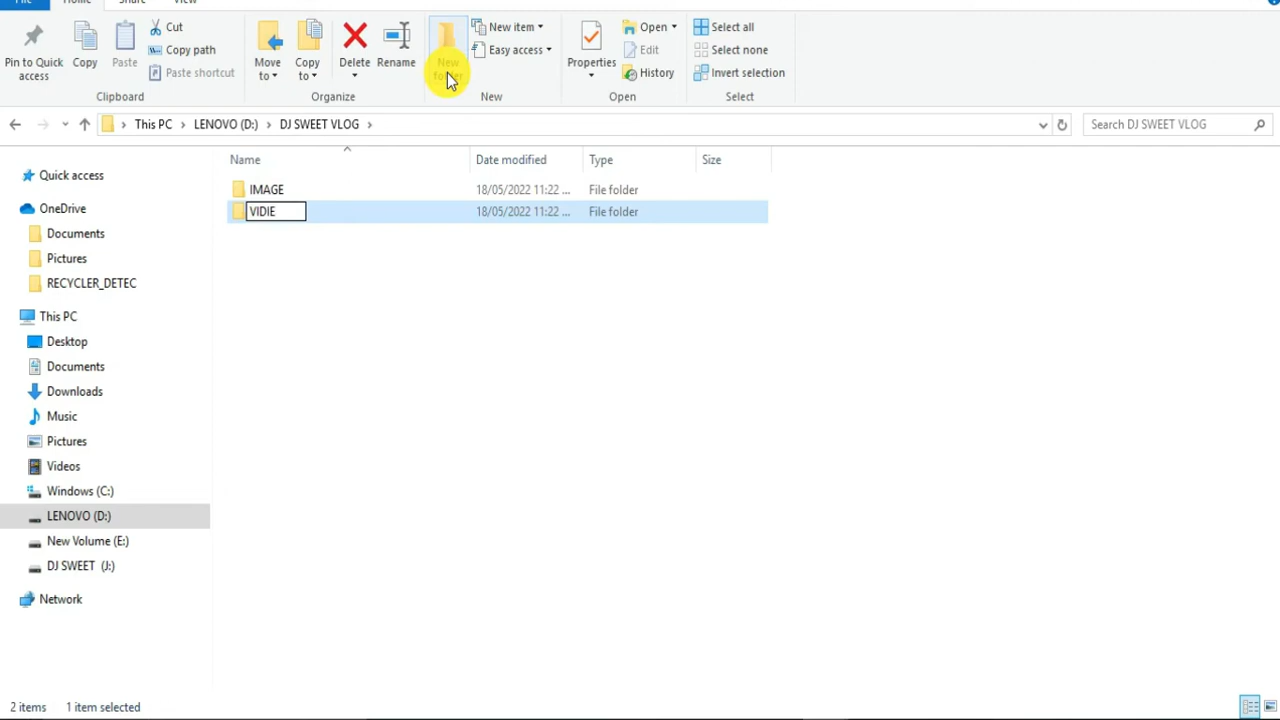 File Home Share View
Pin to Quick access
Copy
Paste
Cut
Copy path
Paste shortcut
Move to
Copy to
Delete
Rename
New folder
New item
Easy access
Properties
Open
Edit
History
Select all
Select none
Invert selection
Clipboard Organize New Open Select
This PC > LENOVO (D:) > DJ SWEET VLOG >
Search DJ SWEET VLOG
Name Date modified Type Size
IMAGE 18/05/2022 11:22 ... File folder
VIDIE 18/05/2022 11:22 ... File folder
Quick access
OneDrive
Documents
Pictures
RECYCLER_DETEC
This PC
Desktop
Documents
Downloads
Music
Pictures
Videos
Windows (C:)
LENOVO (D:)
New Volume (E:)
DJ SWEET (J:)
Network
2 items 1 item selected